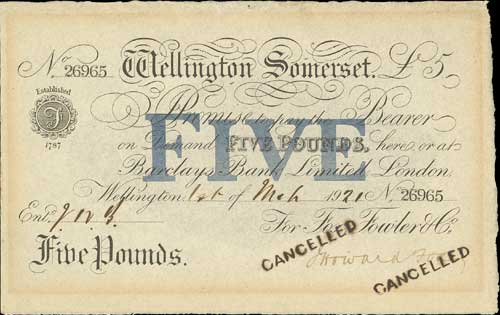 No 26965 Wellington Somerset. £5
Established
F
1787
I Promise to pay the Bearer
on Demand FIVE POUNDS, here or at
FIVE
Barclays Bank Limited London.
Wellington 1st of Mch 1921 No 26965
Entd J.W.B. For Fox, Fowler & Co.
Five Pounds.
CANCELLED
J Howard Fox
CANCELLED